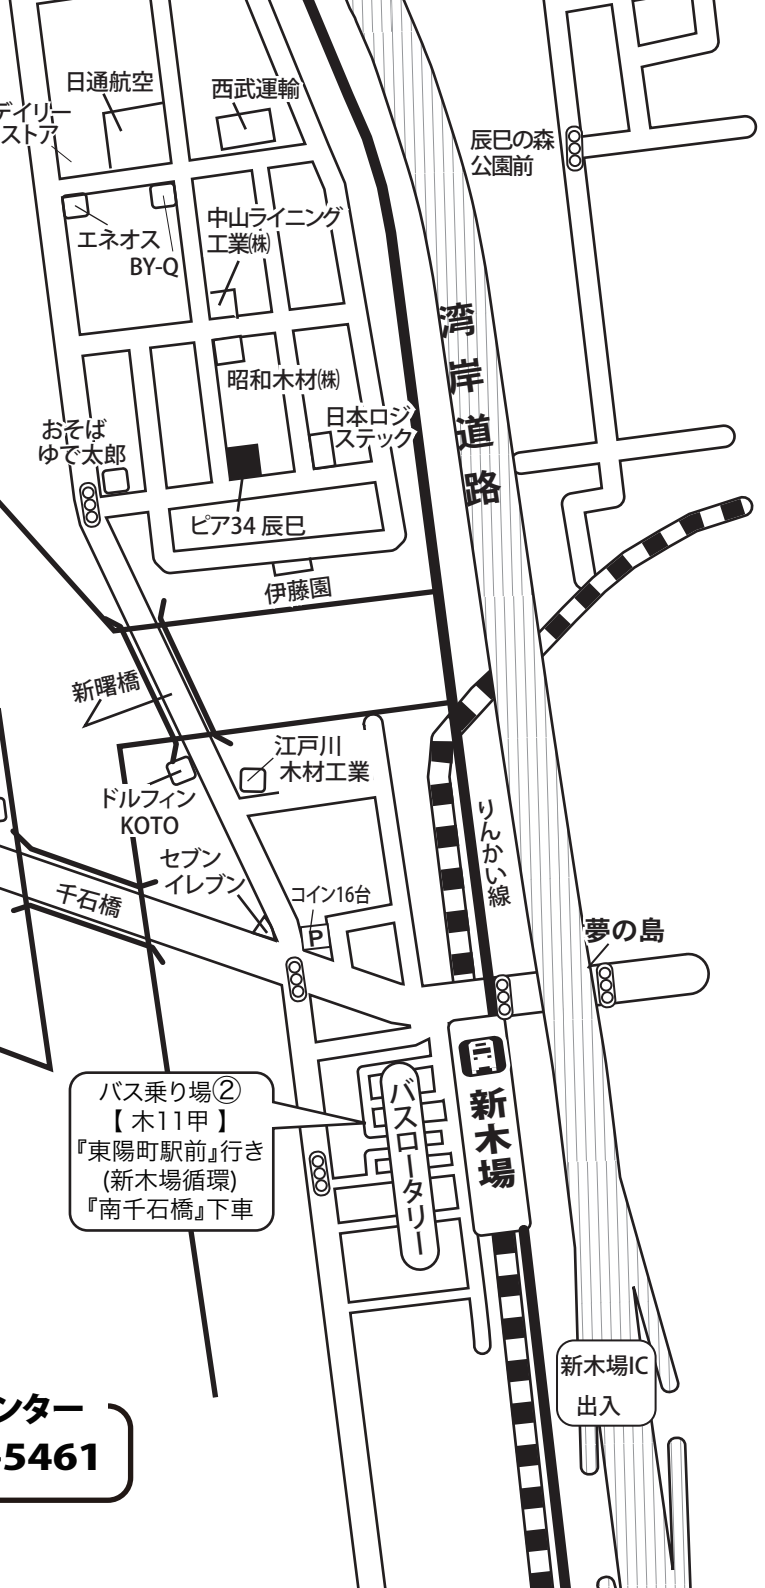 日通航空
西武運輸
デイリー
ストア
辰巳の森
公園前
中山ライニング
工業㈱
エネオス
BY-Q
湾岸道路
昭和木材㈱
日本ロジ
ステック
おそば
ゆで太郎
ピア34 辰巳
伊藤園
新曙橋
江戸川
木材工業
ドルフィン
KOTO
りんかい線
セブン
イレブン
千石橋
コイン16台
P
夢の島
新木場
バスロータリー
バス乗り場②
【 木11甲 】
『東陽町駅前』行き
(新木場循環)
『南千石橋』下車
新木場IC
出入
ンター
-5461